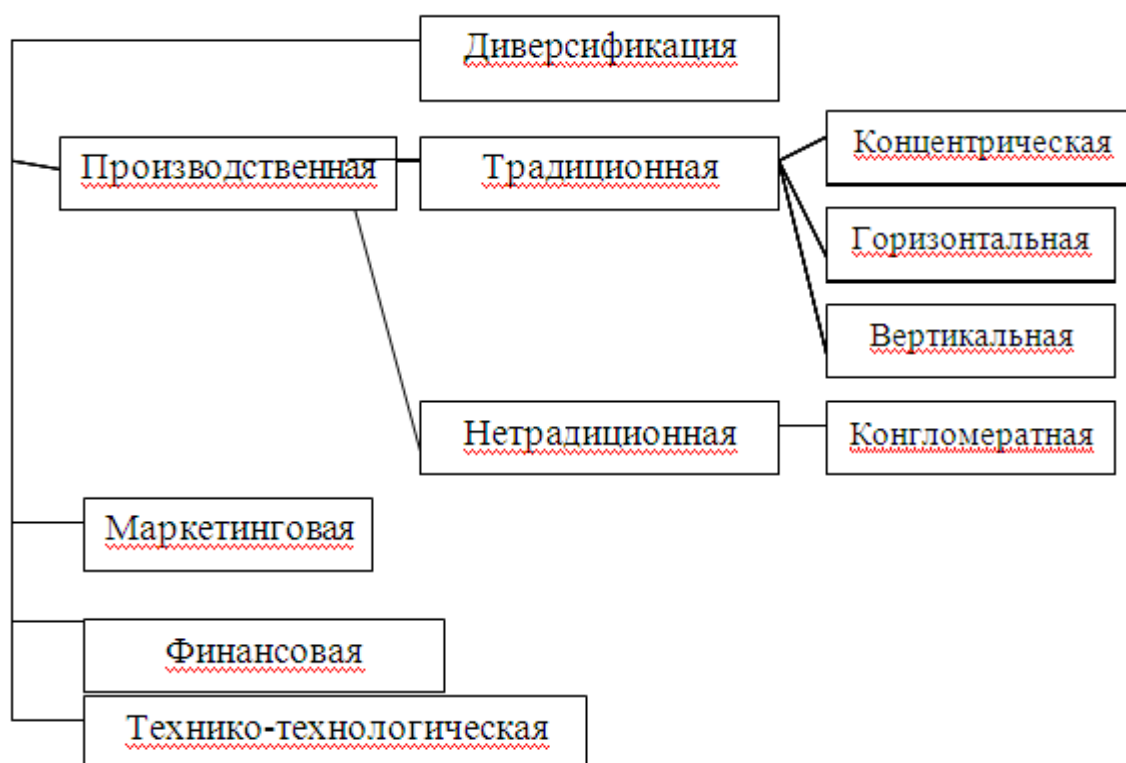 Диверсификация
Производственная
Традиционная
Концентрическая
Горизонтальная
Вертикальная
Нетрадиционная
Конгломератная
Маркетинговая
Финансовая
Технико-технологическая